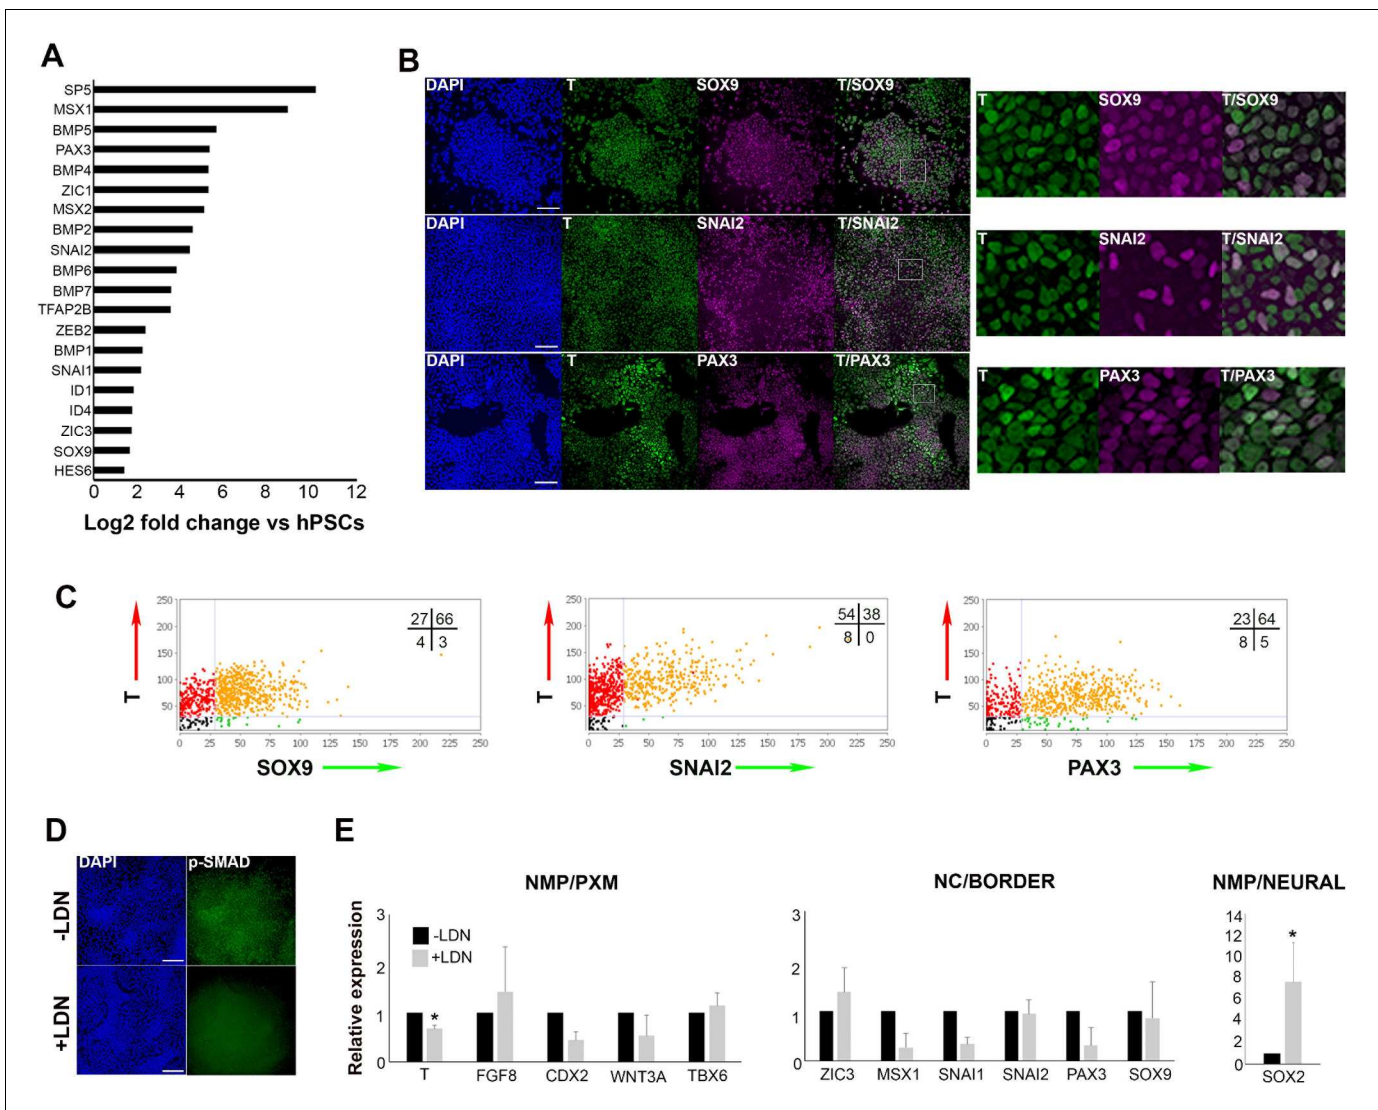 A
SP5
MSX1
BMP5
PAX3
BMP4
ZIC1
MSX2
BMP2
SNAI2
BMP6
BMP7
TFAP2B
ZEB2
BMP1
SNAI1
ID1
ID4
ZIC3
SOX9
HES6
0 2 4 6 8 10 12
Log2 fold change vs hPSCs
B
DAPI T SOX9 T/SOX9
T SOX9 T/SOX9
DAPI T SNAI2 T/SNAI2
T SNAI2 T/SNAI2
DAPI T PAX3 T/PAX3
T PAX3 T/PAX3
C
250
200
150
100
50
0 25 50 75 100 125 150 175 200 225 250
T
SOX9
27 66
4 3
250
200
150
100
50
0 25 50 75 100 125 150 175 200 225 250
T
SNAI2
54 38
8 0
250
200
150
100
50
0 25 50 75 100 125 150 175 200 225 250
T
PAX3
23 64
8 5
D
DAPI p-SMAD
-LDN
+LDN
E
NMP/PXM
Relative expression
3
2
1
0
-LDN
+LDN
*
T FGF8 CDX2 WNT3A TBX6
NC/BORDER
3
2
1
0
ZIC3 MSX1 SNAI1 SNAI2 PAX3 SOX9
NMP/NEURAL
14
12
10
8
6
4
2
0
*
SOX2